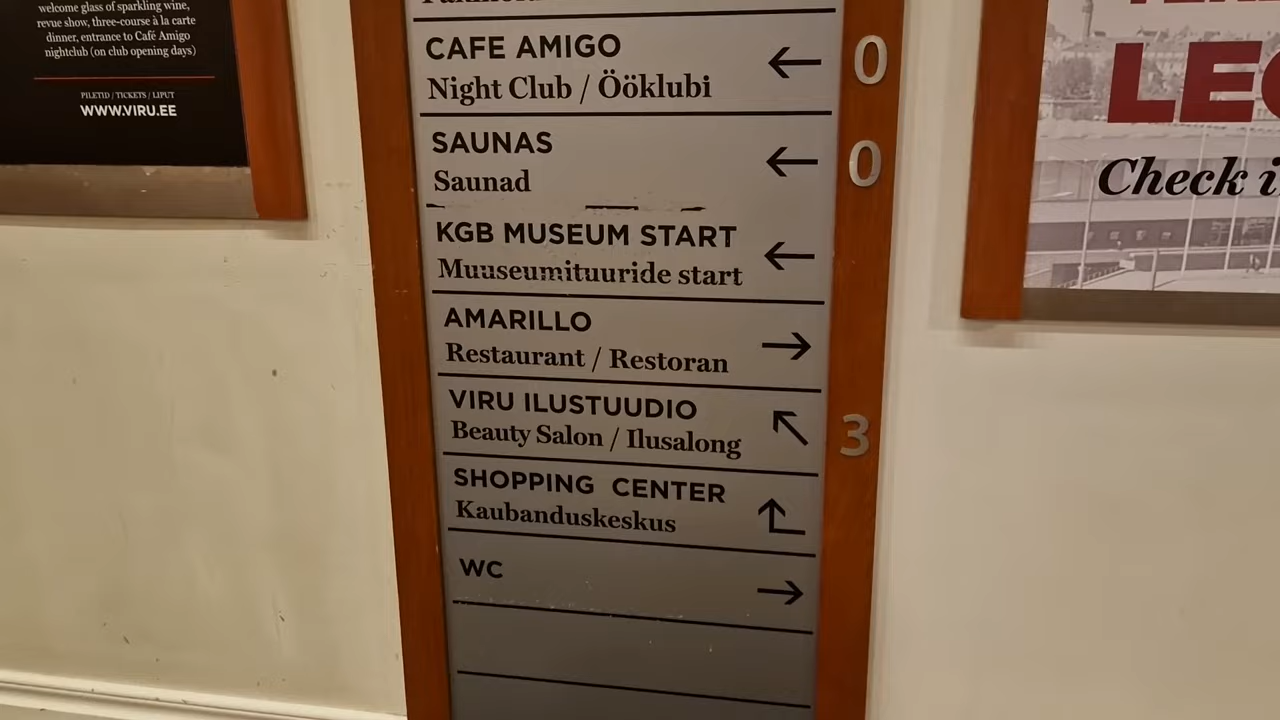 welcome glass of sparkling wine,
revue show, three-course à la carte
dinner, entrance to Café Amigo
nightclub (on club opening days)
PILETID / TICKETS / LIPUT
WWW.VIRU.EE
CAFE AMIGO ← 0
Night Club / Ööklubi
SAUNAS ← 0
Saunad
KGB MUSEUM START ←
Muuseumituuride start
AMARILLO →
Restaurant / Restoran
VIRU ILUSTUUDIO ↖ 3
Beauty Salon / Ilusalong
SHOPPING CENTER
Kaubanduskeskus
WC →
Check